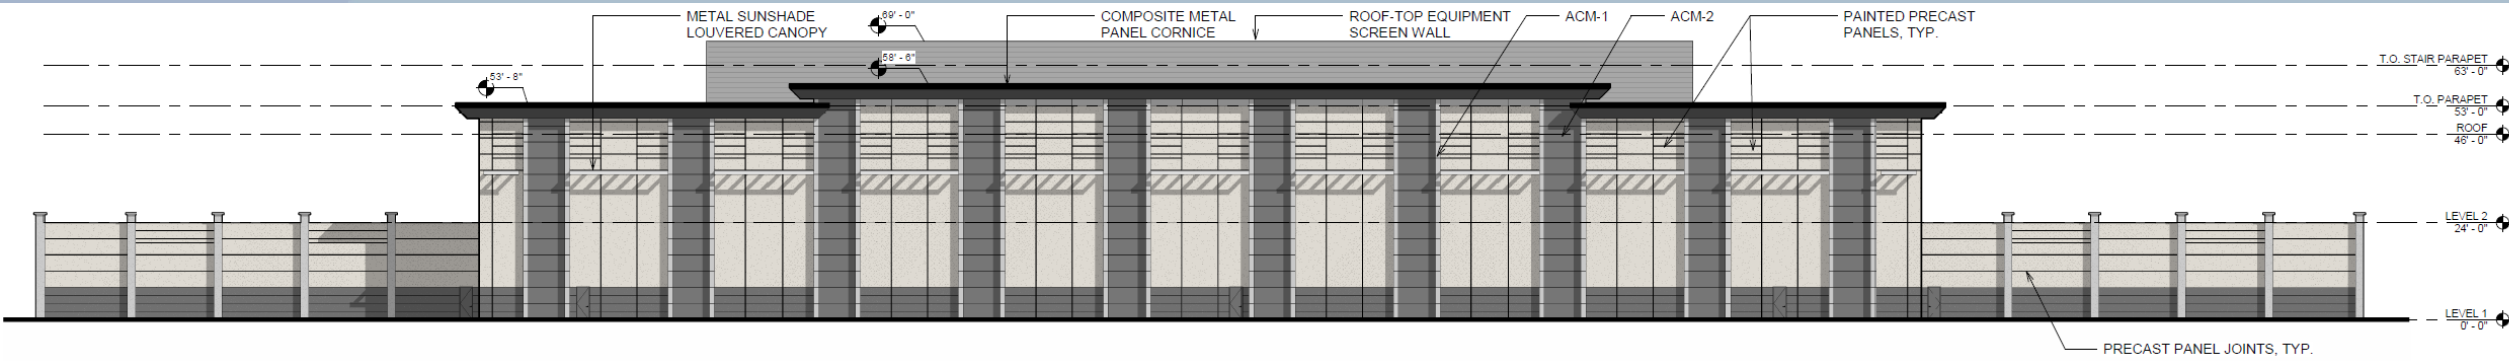 METAL SUNSHADE
LOUVERED CANOPY
69' - 0"
COMPOSITE METAL
PANEL CORNICE
ROOF-TOP EQUIPMENT
SCREEN WALL
ACM-1
ACM-2
PAINTED PRECAST
PANELS, TYP.
58' - 6"
53' - 8"
T.O. STAIR PARAPET
63' - 0"
T.O. PARAPET
53' - 0"
ROOF
46' - 0"
LEVEL 2
24' - 0"
LEVEL 1
0' - 0"
PRECAST PANEL JOINTS, TYP.